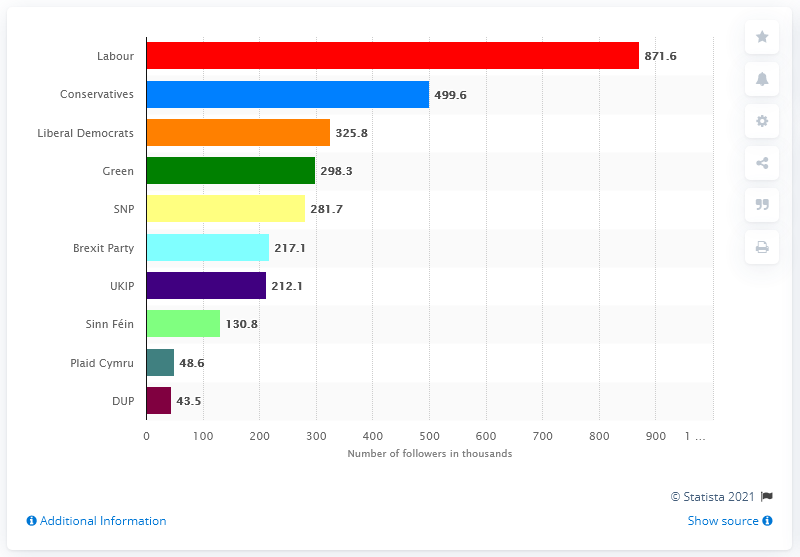 Labour 871.6
Conservatives 499.6
Liberal Democrats 325.8
Green 298.3
SNP 281.7
Brexit Party 217.1
UKIP 212.1
Sinn Féin 130.8
Plaid Cymru 48.6
DUP 43.5
0 100 200 300 400 500 600 700 800 900 1 ...
Number of followers in thousands
© Statista 2021
Additional Information Show source